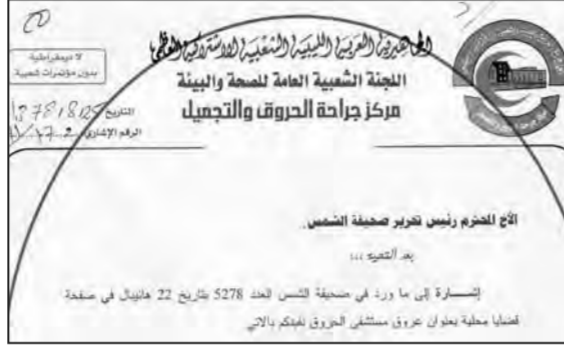 الجماهيرية العربية الليبية الشعبية الاشتراكية العظمى
اللجنة الشعبية العامة للصحة والبيئة
مركز جراحة الحروق والتجميل
لا ديمقراطية
بدون مؤتمرات شعبية
التاريخ
الرقم الإشاري
الأخ المحترم رئيس تحرير صحيفة الشمس.
بعد التحية ،،،
إشــــارة إلى ما ورد في صحيفة الشمس العدد 5278 بتاريخ 22 هانيبال في صفحة
قضايا محلية بعنوان عروق مستشفى الحروق نفيدكم بالآتي